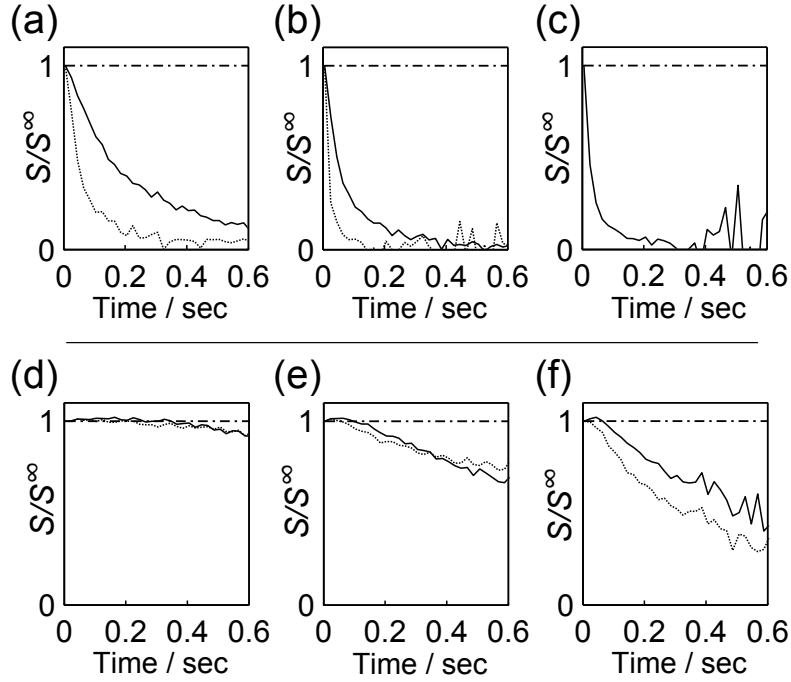 (a) (b) (c)
1 1 1
S/S∞ S/S∞ S/S∞
0 0 0
0 0.2 0.4 0.6 0 0.2 0.4 0.6 0 0.2 0.4 0.6
Time / sec Time / sec Time / sec
(d) (e) (f)
1 1 1
S/S∞ S/S∞ S/S∞
0 0 0
0 0.2 0.4 0.6 0 0.2 0.4 0.6 0 0.2 0.4 0.6
Time / sec Time / sec Time / sec